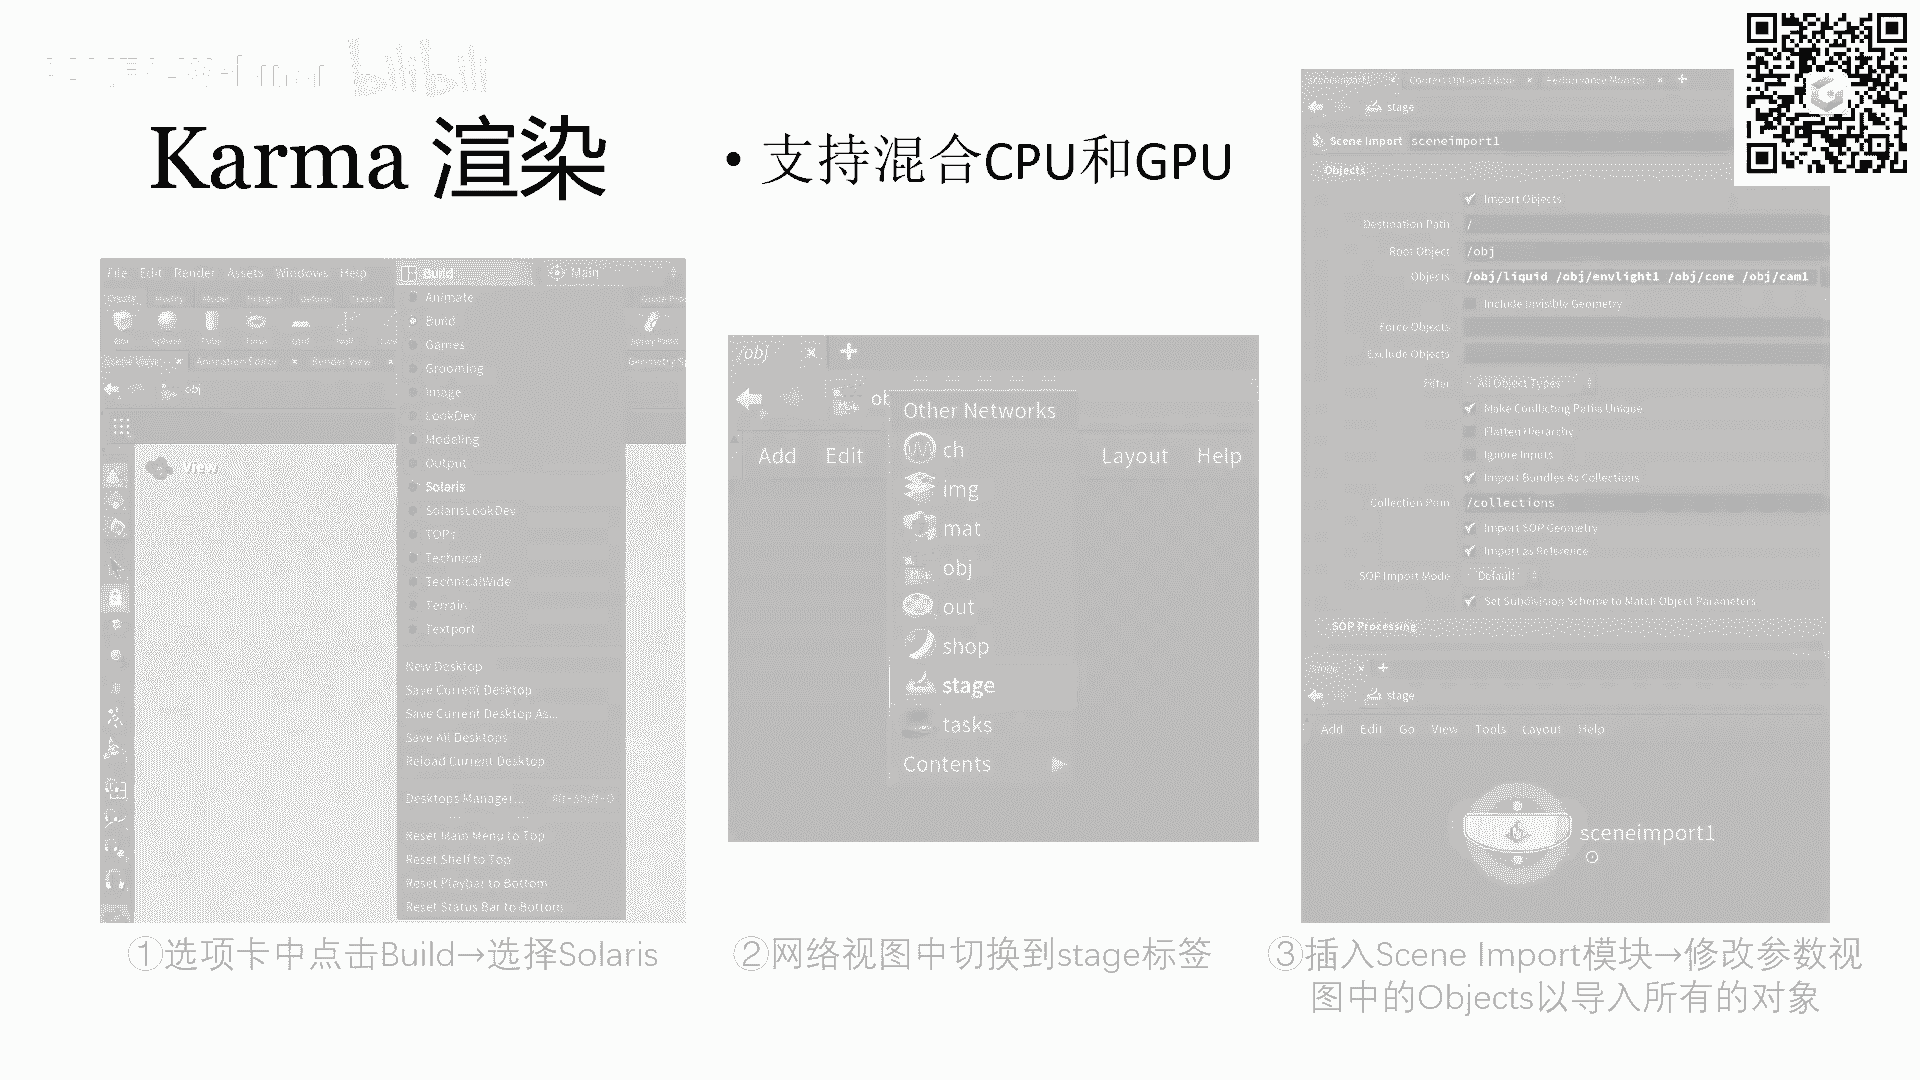 bilibili
Karma 渲染
• 支持混合CPU和GPU
File Edit Render Assets Windows Help
Build
Main
Animate
Build
Games
Grooming
Image
LookDev
Modeling
Output
Solaris
SolarisLookDev
TOPs
Technical
TechnicalWide
Terrain
Textport
New Desktop
Save Current Desktop
Save Current Desktop As...
Save All Desktops
Reload Current Desktop
Desktops Manager...
Reset Main Menu to Top
Reset Shelf to Top
Reset Playbar to Bottom
Reset Status Bar to Bottom
Animation Editor
Render View
obj
View
①选项卡中点击Build→选择Solaris
/obj
Other Networks
Add Edit
Layout Help
ch
img
mat
obj
out
shop
stage
tasks
Contents
②网络视图中切换到stage标签
Performance Monitor
stage
Scene Import sceneimport1
Objects
Import Objects
Destination Path /
Root Object /obj
Objects /obj/liquid /obj/envlight1 /obj/cone /obj/cam1
Include Invisible Geometry
Force Objects
Exclude Objects
Filter All Object Types
Make Conflicting Paths Unique
Flatten Hierarchy
Ignore Inputs
Import Bundles As Collections
Collection Prim /collections
Import SOP Geometry
Import as Reference
SOP Import Mode Default
Set Subdivision Scheme to Match Object Parameters
SOP Processing
stage
Add Edit Go View Tools Layout Help
sceneimport1
③插入Scene Import模块→修改参数视
图中的Objects以导入所有的对象